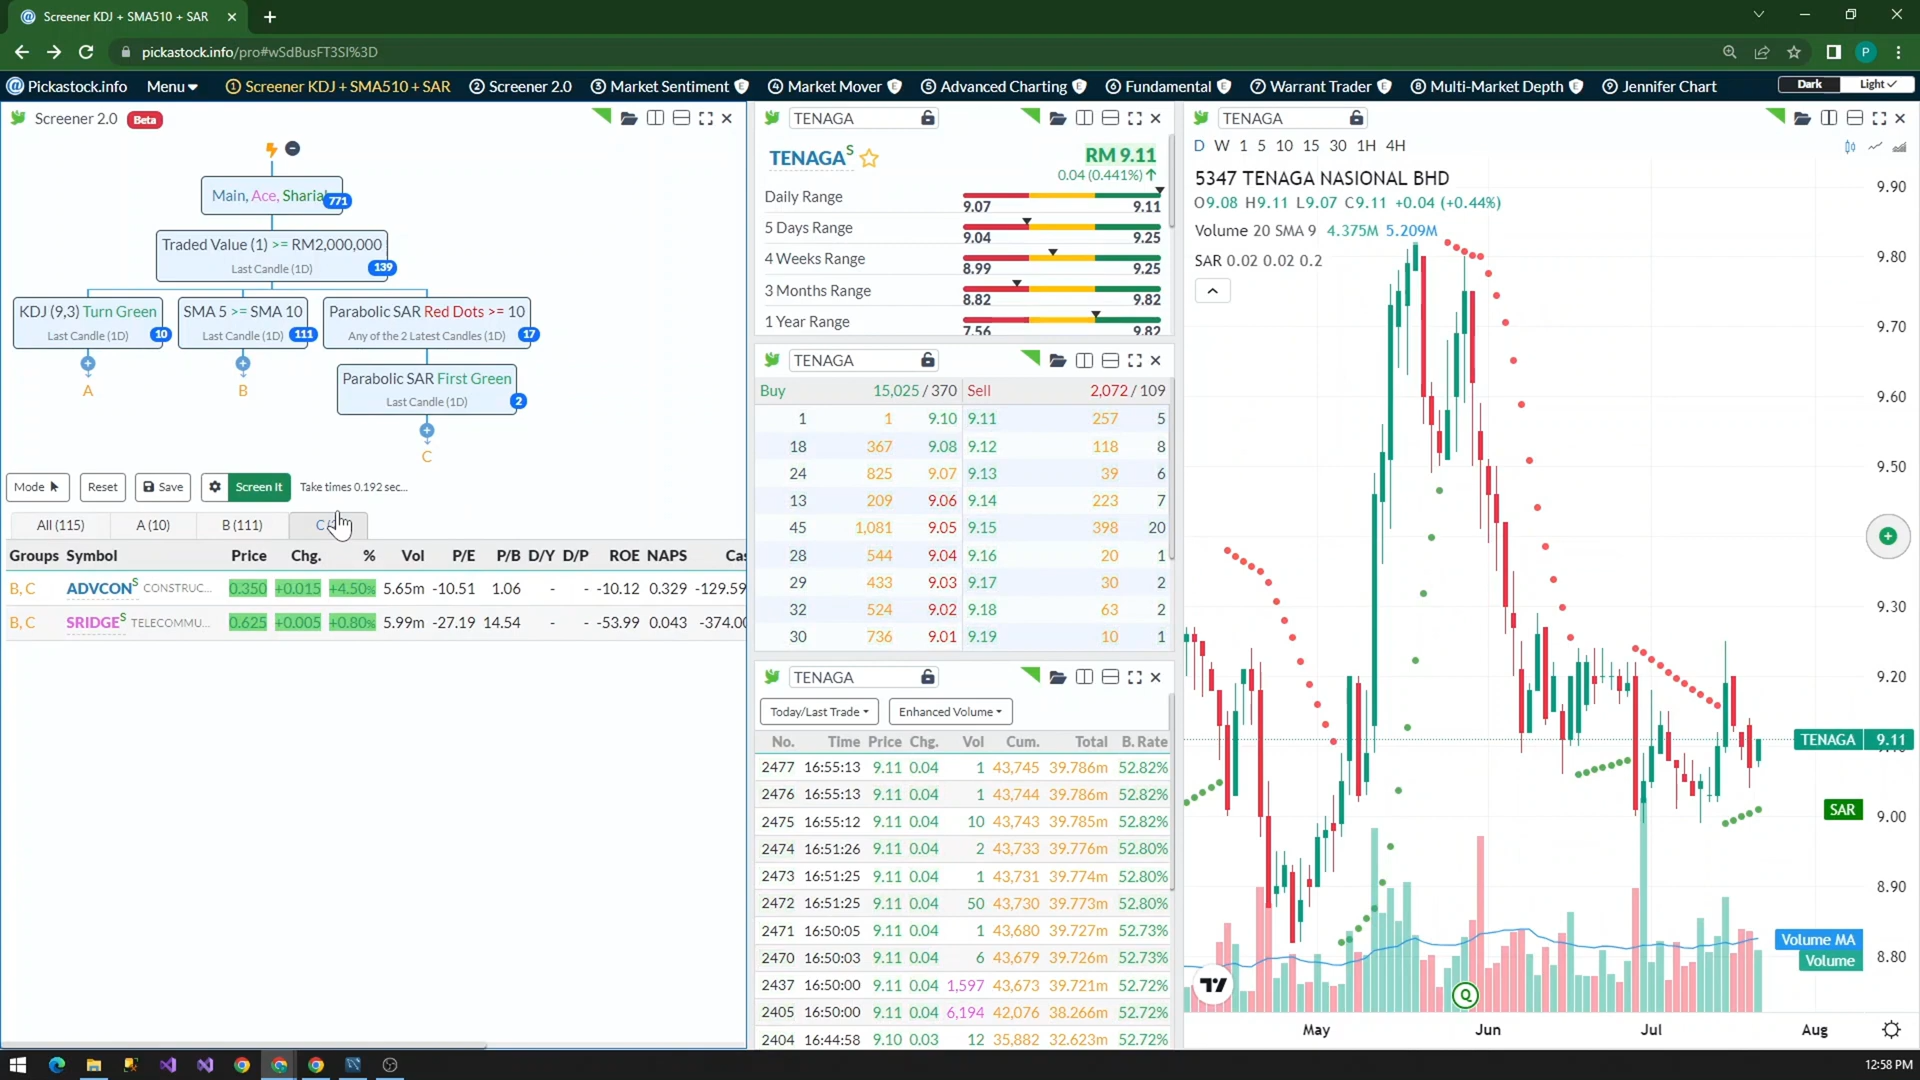 Screener KDJ + SMA510 + SAR
pickastock.info/pro#wSdBusFT3SI%3D
P
Pickastock.info Menu 1 Screener KDJ + SMA510 + SAR 2 Screener 2.0 3 Market Sentiment E 4 Market Mover E 5 Advanced Charting E 6 Fundamental E 7 Warrant Trader E 8 Multi-Market Depth E 9 Jennifer Chart Dark Light ✓
Screener 2.0 Beta
Main, Ace, Sharia 771
Traded Value (1) >= RM2,000,000
Last Candle (1D) 139
KDJ (9,3) Turn Green
Last Candle (1D) 10
SMA 5 >= SMA 10
Last Candle (1D) 111
Parabolic SAR Red Dots >= 10
Any of the 2 Latest Candles (1D) 17
A B
Parabolic SAR First Green
Last Candle (1D) 2
C
Mode Reset Save Screen It Take times 0.192 sec...
All (115) A (10) B (111) C
Groups Symbol Price Chg. % Vol P/E P/B D/Y D/P ROE NAPS Cas
B, C ADVCON S CONSTRUC... 0.350 +0.015 +4.50% 5.65m -10.51 1.06 - - -10.12 0.329 -129.59
B, C SRIDGE S TELECOMMU... 0.625 +0.005 +0.80% 5.99m -27.19 14.54 - - -53.99 0.043 -374.00
TENAGA
TENAGA S RM 9.11
0.04 (0.441%) ↑
Daily Range 9.07 9.11
5 Days Range 9.04 9.25
4 Weeks Range 8.99 9.25
3 Months Range 8.82 9.82
1 Year Range 7.56 9.82
TENAGA
Buy 15,025 / 370 Sell 2,072 / 109
1 1 9.10 9.11 257 5
18 367 9.08 9.12 118 8
24 825 9.07 9.13 39 6
13 209 9.06 9.14 223 7
45 1,081 9.05 9.15 398 20
28 544 9.04 9.16 20 1
29 433 9.03 9.17 30 2
32 524 9.02 9.18 63 2
30 736 9.01 9.19 10 1
TENAGA
Today/Last Trade Enhanced Volume
No. Time Price Chg. Vol Cum. Total B. Rate
2477 16:55:13 9.11 0.04 1 43,745 39.786m 52.82%
2476 16:55:13 9.11 0.04 1 43,744 39.786m 52.82%
2475 16:55:12 9.11 0.04 10 43,743 39.785m 52.82%
2474 16:51:26 9.11 0.04 2 43,733 39.776m 52.80%
2473 16:51:25 9.11 0.04 1 43,731 39.774m 52.80%
2472 16:51:25 9.11 0.04 50 43,730 39.773m 52.80%
2471 16:50:05 9.11 0.04 1 43,680 39.727m 52.73%
2470 16:50:03 9.11 0.04 6 43,679 39.726m 52.73%
2437 16:50:00 9.11 0.04 1,597 43,673 39.721m 52.72%
2405 16:50:00 9.11 0.04 6,194 42,076 38.266m 52.72%
2404 16:44:58 9.10 0.03 12 35,882 32.623m 52.72%
TENAGA
D W 1 5 10 15 30 1H 4H
5347 TENAGA NASIONAL BHD
O9.08 H9.11 L9.07 C9.11 +0.04 (+0.44%)
Volume 20 SMA 9 4.375M 5.209M
SAR 0.02 0.02 0.2
9.90
9.80
9.70
9.60
9.50
9.30
9.20
TENAGA 9.11
SAR
9.00
8.90
Volume MA
Volume
8.80
Q
May Jun Jul Aug
12:58 PM